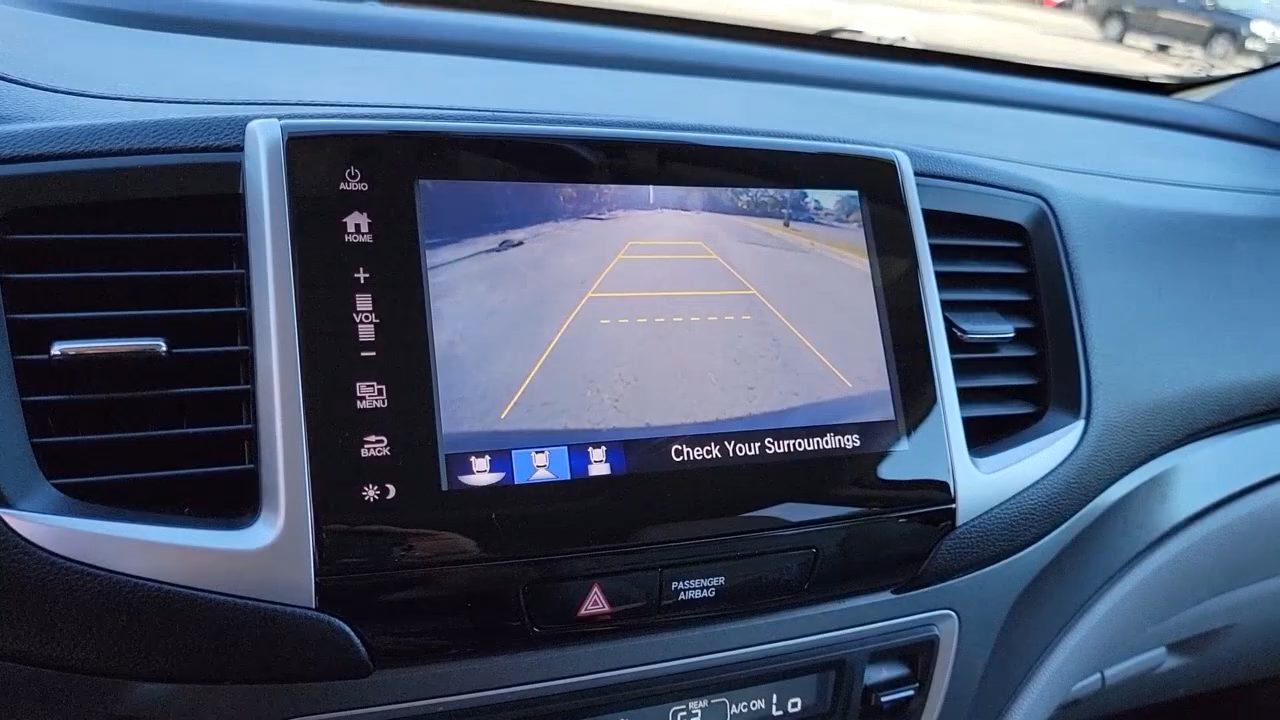 AUDIO
HOME
+
VOL
−
MENU
BACK
Check Your Surroundings
PASSENGER
AIRBAG
REAR
A/C ON
Lo